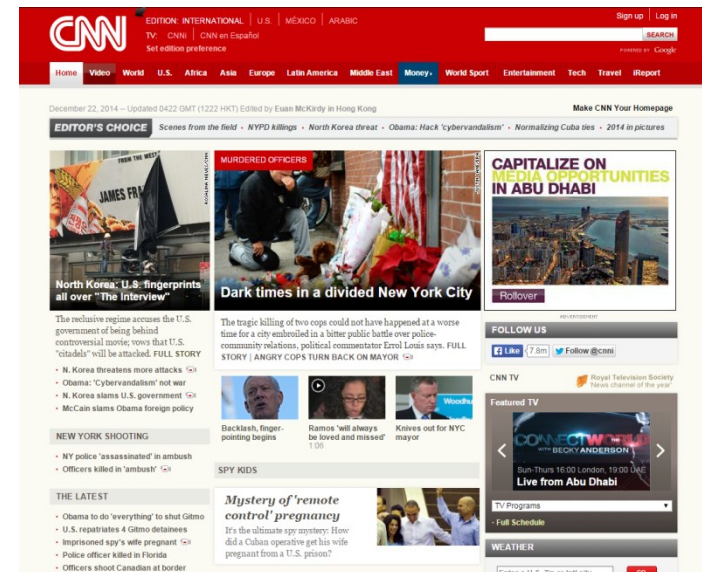 CNN
EDITION: INTERNATIONAL | U.S. | MÉXICO | ARABIC
TV: CNNi | CNN en Español
Set edition preference
Sign up | Log in
SEARCH
POWERED BY Google
Home Video World U.S. Africa Asia Europe Latin America Middle East Money World Sport Entertainment Tech Travel iReport
December 22, 2014 -- Updated 0422 GMT (1222 HKT) Edited by Euan McKirdy in Hong Kong
Make CNN Your Homepage
EDITOR'S CHOICE Scenes from the field • NYPD killings • North Korea threat • Obama: Hack 'cybervandalism' • Normalizing Cuba ties • 2014 in pictures
FROM THE WEST
JAMES FRA
North Korea: U.S. fingerprints
all over "The Interview"
The reclusive regime accuses the U.S.
government of being behind
controversial movie; vows that U.S.
"citadels" will be attacked. FULL STORY
• N. Korea threatens more attacks
• Obama: 'Cybervandalism' not war
• N. Korea slams U.S. government
• McCain slams Obama foreign policy
NEW YORK SHOOTING
• NY police 'assassinated' in ambush
• Officers killed in 'ambush'
THE LATEST
• Obama to do 'everything' to shut Gitmo
• U.S. repatriates 4 Gitmo detainees
• Imprisoned spy's wife pregnant
• Police officer killed in Florida
• Officers shoot Canadian at border
MURDERED OFFICERS
Dark times in a divided New York City
The tragic killing of two cops could not have happened at a worse
time for a city embroiled in a bitter public battle over police-
community relations, political commentator Errol Louis says. FULL
STORY | ANGRY COPS TURN BACK ON MAYOR
Woodhu
Backlash, finger-
pointing begins
Ramos 'will always
be loved and missed'
1:06
Knives out for NYC
mayor
SPY KIDS
Mystery of 'remote
control' pregnancy
It's the ultimate spy mystery: How
did a Cuban operative get his wife
pregnant from a U.S. prison?
CAPITALIZE ON
MEDIA OPPORTUNITIES
IN ABU DHABI
Rollover
ADVERTISEMENT
FOLLOW US
Like 7.8m Follow @cnni
CNN TV
Royal Television Society
News channel of the year'
Featured TV
CONNECT WORLD
WITH BECKY ANDERSON
Sun-Thurs 16:00 London, 19:00 UAE
Live from Abu Dhabi
TV Programs
• Full Schedule
WEATHER